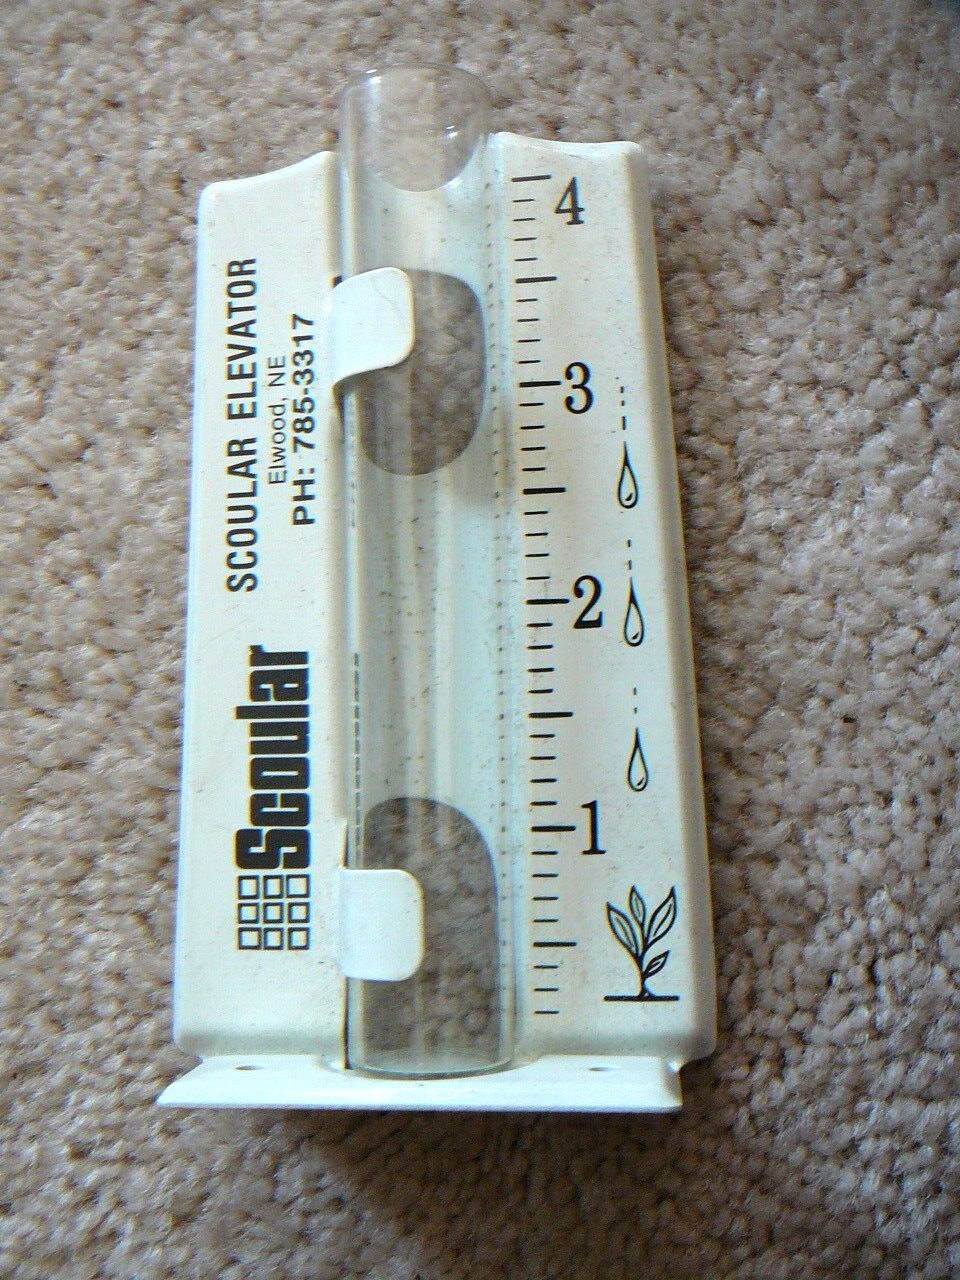 SCOULAR ELEVATOR
Elwood, NE
PH: 785-3317
Scoular
4
3
2
1